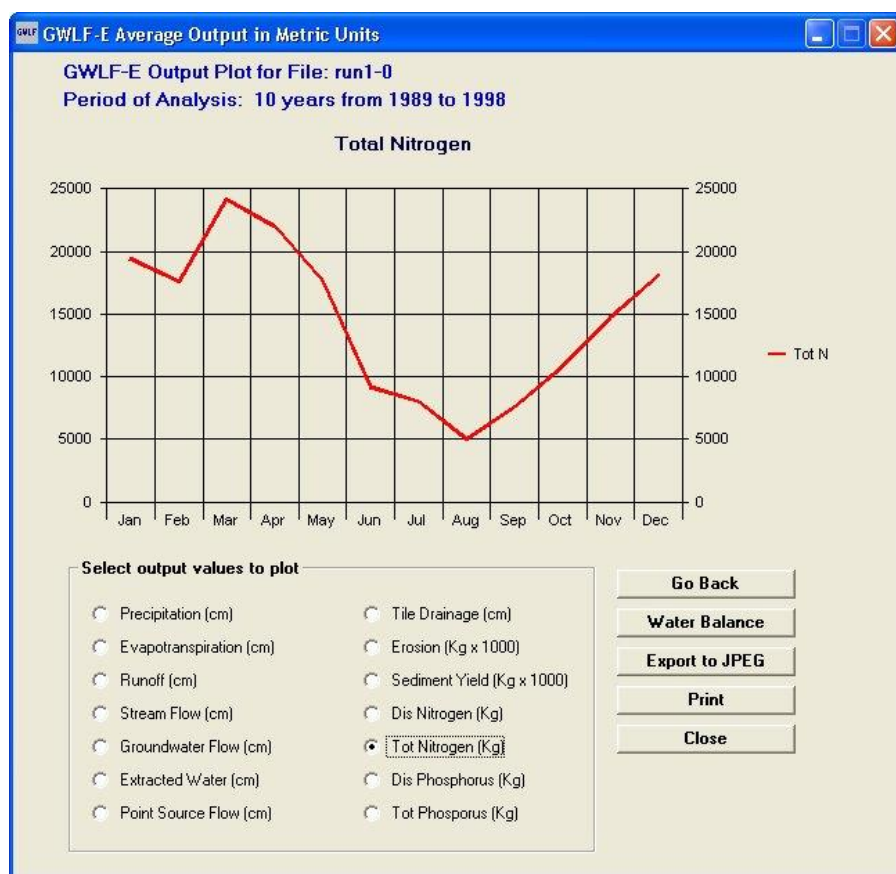 GWLF GWLF-E Average Output in Metric Units
GWLF-E Output Plot for File: run1-0
Period of Analysis: 10 years from 1989 to 1998
Total Nitrogen
25000 25000
20000 20000
15000 15000
10000 10000
5000 5000
0 0
Tot N
Jan Feb Mar Apr May Jun Jul Aug Sep Oct Nov Dec
Select output values to plot
Precipitation (cm)
Evapotranspiration (cm)
Runoff (cm)
Stream Flow (cm)
Groundwater Flow (cm)
Extracted Water (cm)
Point Source Flow (cm)
Tile Drainage (cm)
Erosion (Kg x 1000)
Sediment Yield (Kg x 1000)
Dis Nitrogen (Kg)
Tot Nitrogen (Kg)
Dis Phosphorus (Kg)
Tot Phosporus (Kg)
Go Back
Water Balance
Export to JPEG
Print
Close